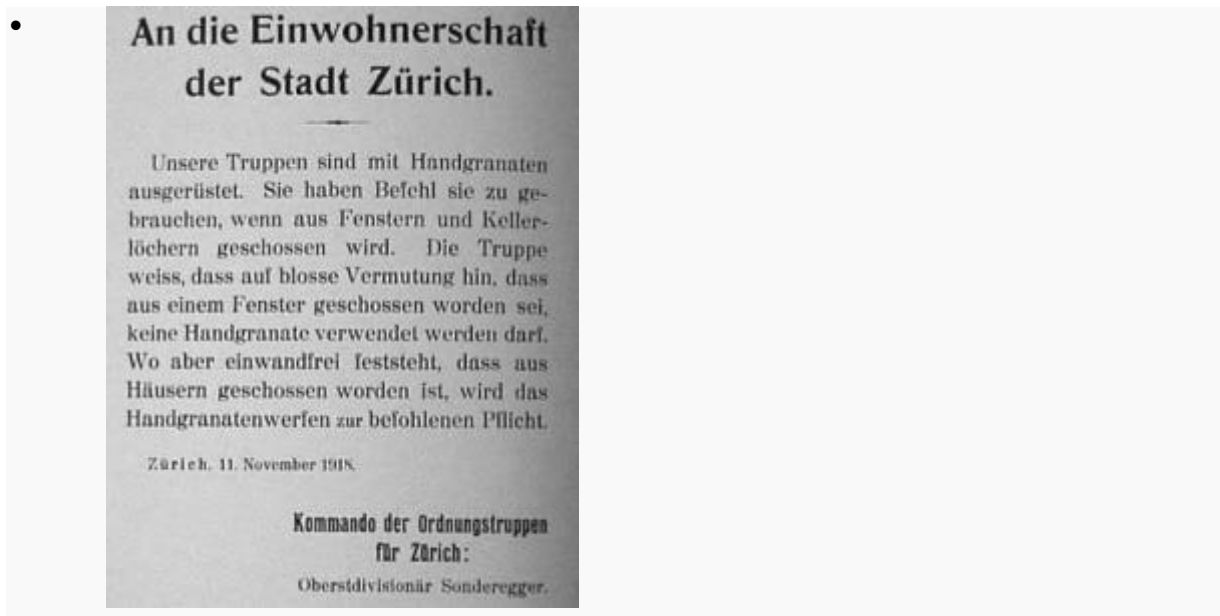 An die Einwohnerschaft
der Stadt Zürich.
Unsere Truppen sind mit Handgranaten
ausgerüstet. Sie haben Befehl sie zu ge-
brauchen, wenn aus Fenstern und Keller-
löchern geschossen wird. Die Truppe
weiss, dass auf blosse Vermutung hin, dass
aus einem Fenster geschossen worden sei,
keine Handgranate verwendet werden darf.
Wo aber einwandfrei feststeht, dass aus
Häusern geschossen worden ist, wird das
Handgranatenwerfen zur befohlenen Pflicht.
Zürich, 11. November 1918.
Kommando der Ordnungstruppen
für Zürich:
Oberstdivisionär Sonderegger.